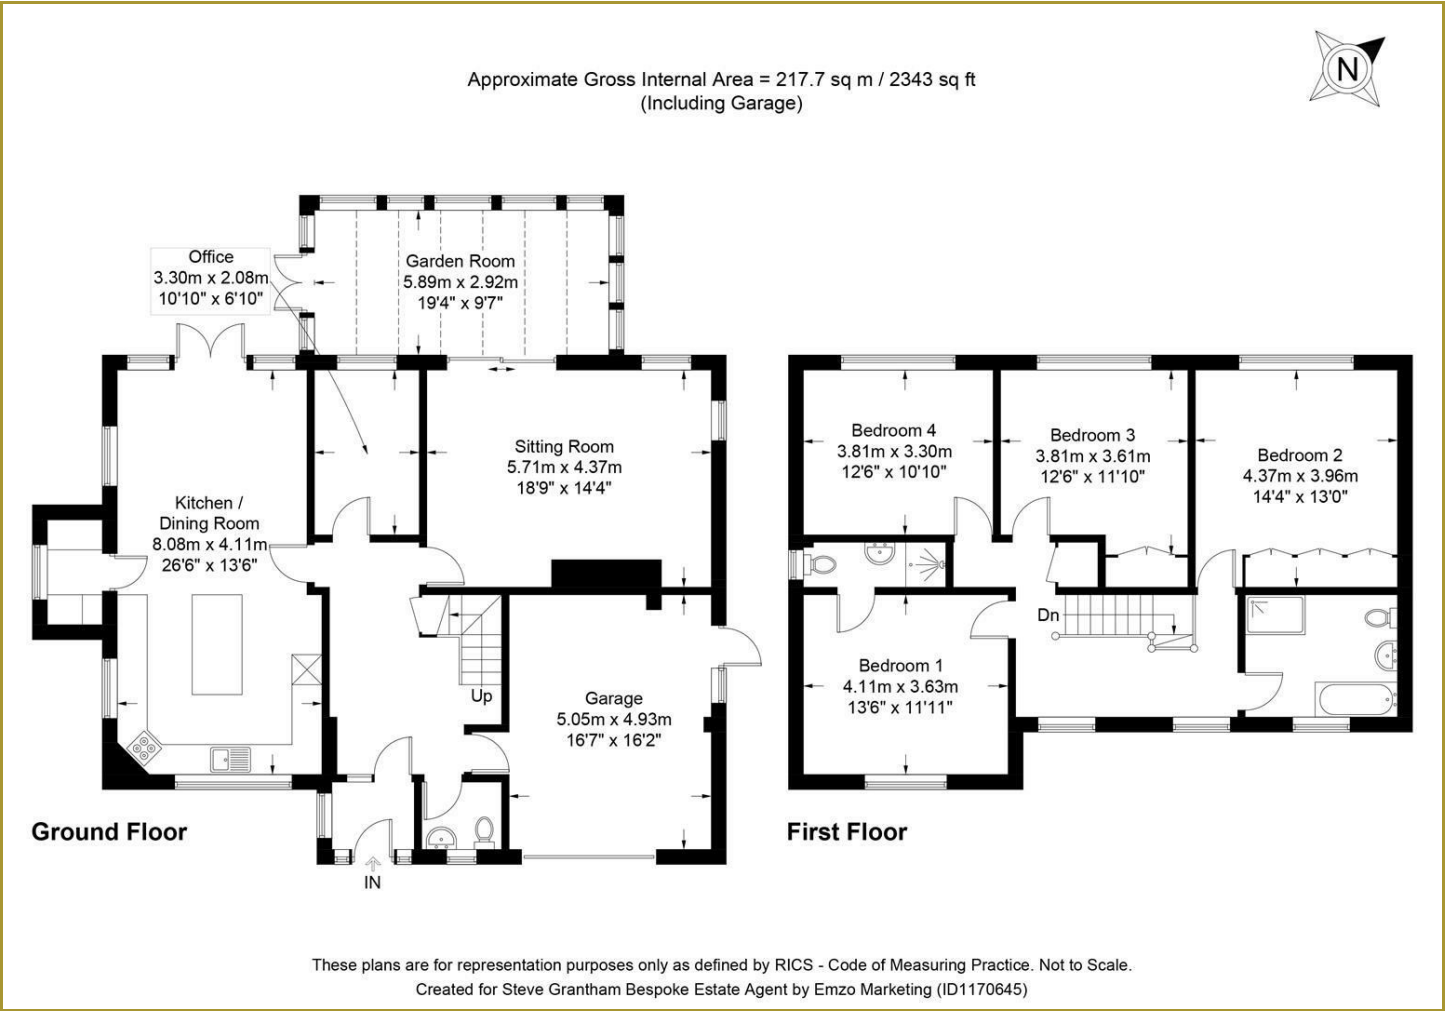 Approximate Gross Internal Area = 217.7 sq m / 2343 sq ft
(Including Garage)
N
Office
3.30m x 2.08m
10'10" x 6'10"
Garden Room
5.89m x 2.92m
19'4" x 9'7"
Kitchen /
Dining Room
8.08m x 4.11m
26'6" x 13'6"
Sitting Room
5.71m x 4.37m
18'9" x 14'4"
Up
Garage
5.05m x 4.93m
16'7" x 16'2"
IN
Ground Floor
Bedroom 4
3.81m x 3.30m
12'6" x 10'10"
Bedroom 3
3.81m x 3.61m
12'6" x 11'10"
Bedroom 2
4.37m x 3.96m
14'4" x 13'0"
Dn
Bedroom 1
4.11m x 3.63m
13'6" x 11'11"
First Floor
These plans are for representation purposes only as defined by RICS - Code of Measuring Practice. Not to Scale.
Created for Steve Grantham Bespoke Estate Agent by Emzo Marketing (ID1170645)